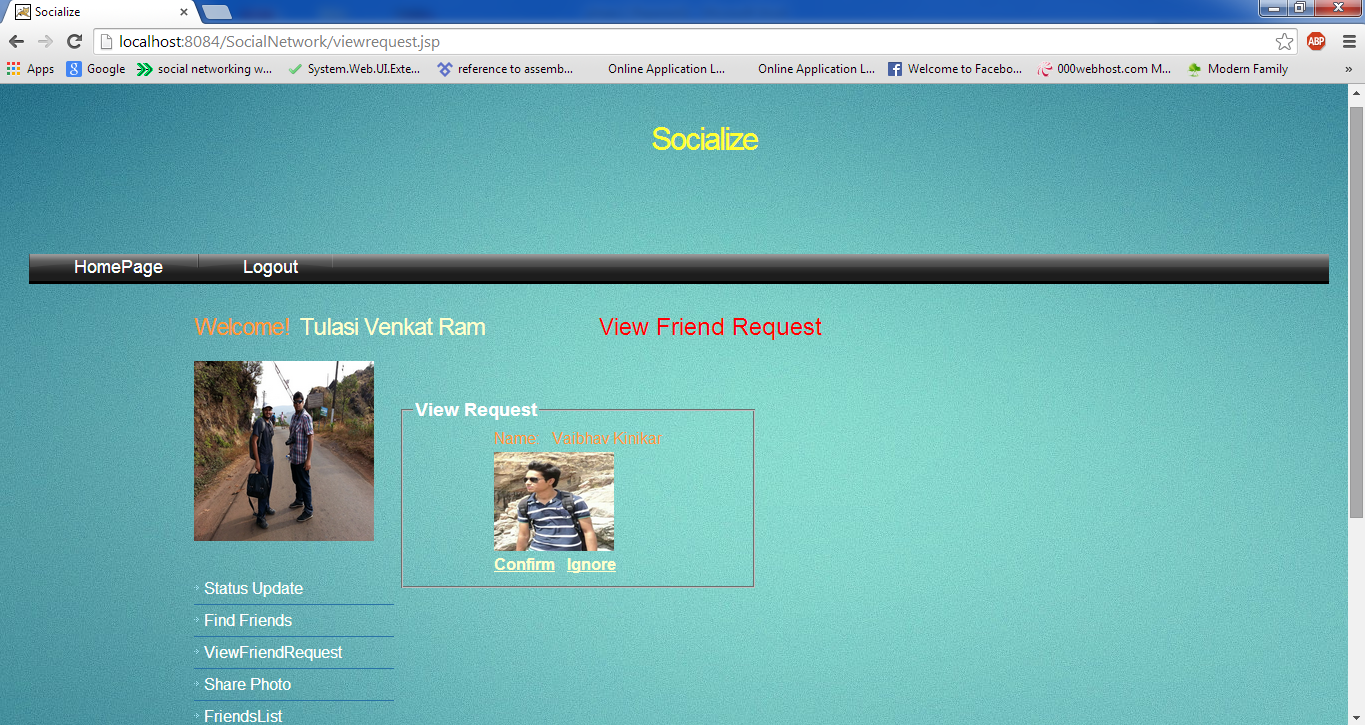 Socialize
localhost:8084/SocialNetwork/viewrequest.jsp
ABP
Apps Google social networking w... System.Web.UI.Exte... reference to assemb... Online Application L... Online Application L... Welcome to Facebo... 000webhost.com M... Modern Family »
Socialize
HomePage Logout
Welcome! Tulasi Venkat Ram
View Friend Request
View Request
Name Vaibhav Kinikar
Confirm Ignore
Status Update
Find Friends
ViewFriendRequest
Share Photo
FriendsList